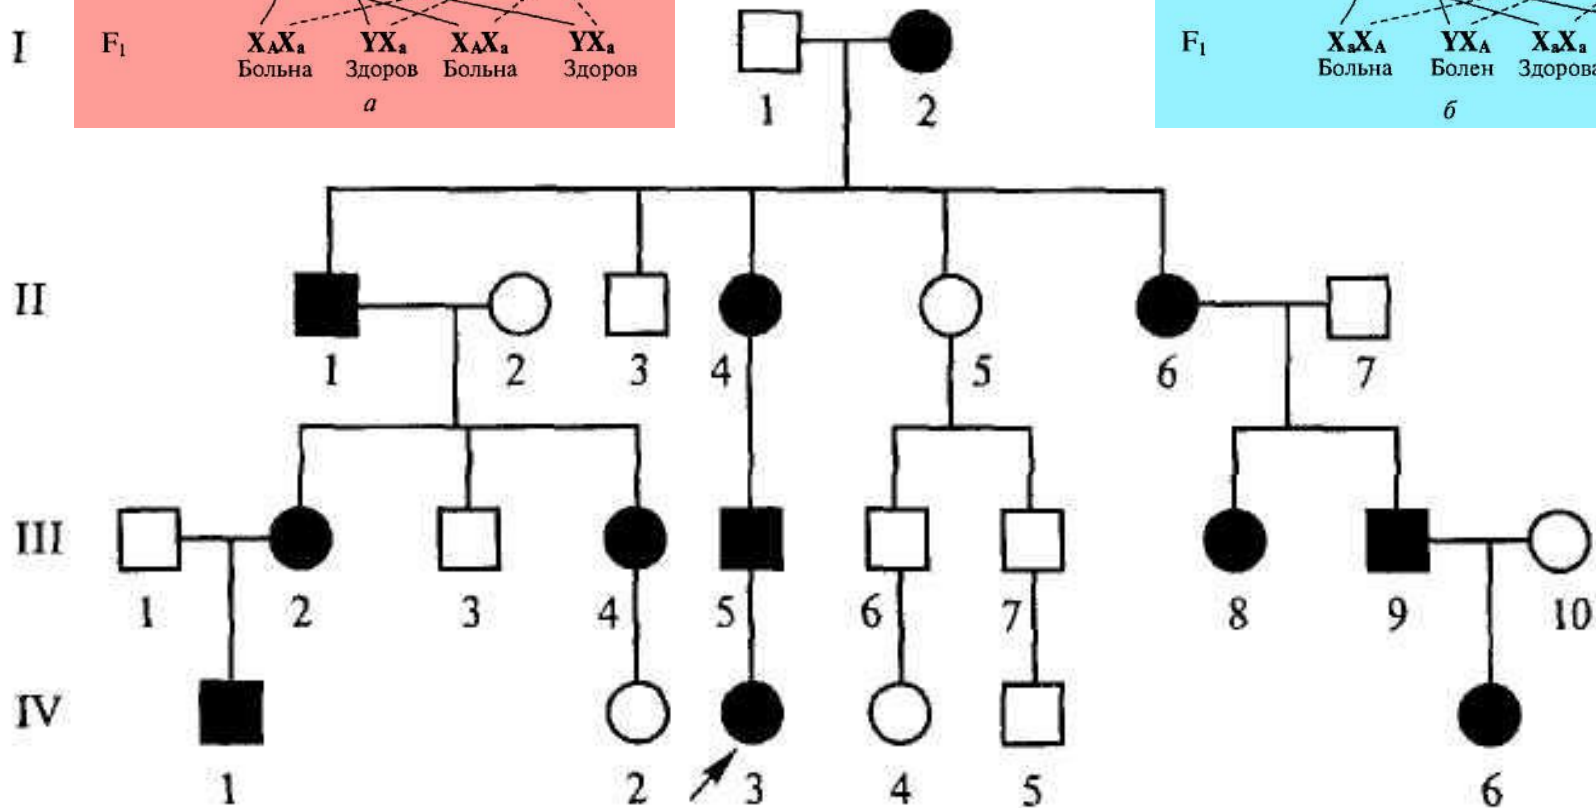 I
F₁
XAXa YXa XAXa YXa
Больна Здоров Больна Здоров
а
F₁
XaXA YXA XaXa
Больна Болен Здорова
б
1 2
II
1 2 3 4 5 6 7
III
1 2 3 4 5 6 7 8 9 10
IV
1 2 3 4 5 6